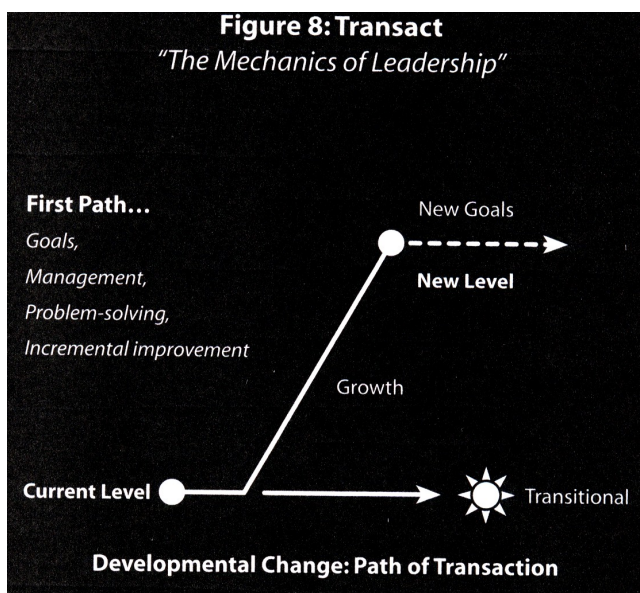 Figure 8: Transact
"The Mechanics of Leadership"
First Path...
Goals,
Management,
Problem-solving,
Incremental improvement
New Goals
New Level
Growth
Current Level
Transitional
Developmental Change: Path of Transaction